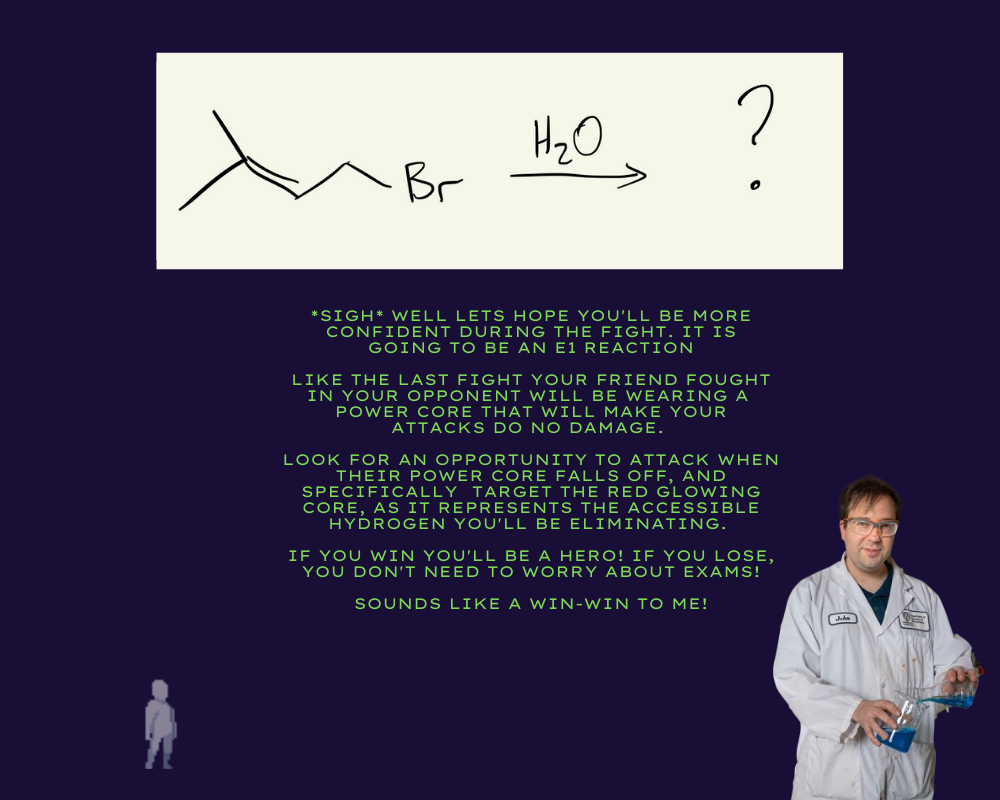 H2O
?
Br
*SIGH* WELL LETS HOPE YOU'LL BE MORE
CONFIDENT DURING THE FIGHT. IT IS
GOING TO BE AN E1 REACTION
LIKE THE LAST FIGHT YOUR FRIEND FOUGHT
IN YOUR OPPONENT WILL BE WEARING A
POWER CORE THAT WILL MAKE YOUR
ATTACKS DO NO DAMAGE.
LOOK FOR AN OPPORTUNITY TO ATTACK WHEN
THEIR POWER CORE FALLS OFF, AND
SPECIFICALLY TARGET THE RED GLOWING
CORE, AS IT REPRESENTS THE ACCESSIBLE
HYDROGEN YOU'LL BE ELIMINATING.
IF YOU WIN YOU'LL BE A HERO! IF YOU LOSE,
YOU DON'T NEED TO WORRY ABOUT EXAMS!
SOUNDS LIKE A WIN-WIN TO ME!
John